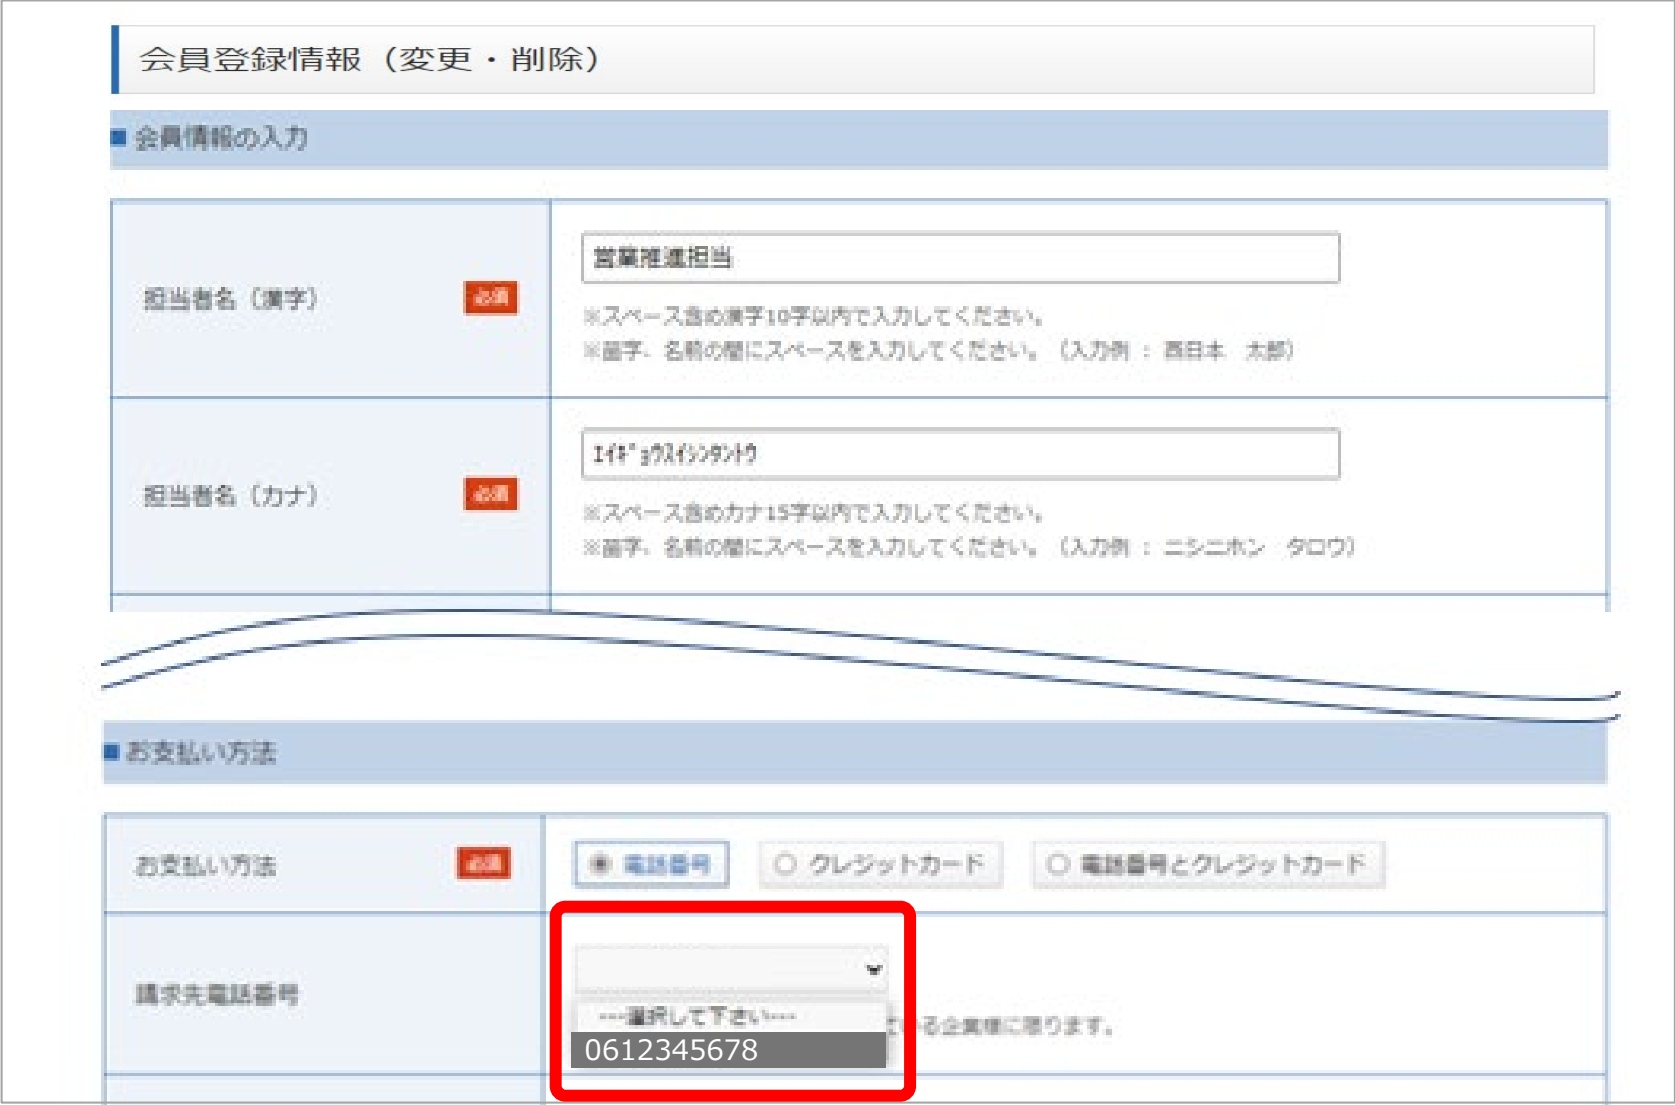 会員登録情報（変更・削除）
■会員情報の入力
担当者名（漢字）
必須
営業推進担当
※スペース含め漢字10字以内で入力してください。
※苗字、名前の間にスペースを入力してください。（入力例 ： 西日本　太郎）
担当者名（カナ）
必須
ｴｲｷﾞｮｳｽｲｼﾝﾀﾝﾄｳ
※スペース含めカナ15字以内で入力してください。
※苗字、名前の間にスペースを入力してください。（入力例 ： ニシニホン　タロウ）
■お支払い方法
お支払い方法
必須
電話番号
クレジットカード
電話番号とクレジットカード
請求先電話番号
---選択して下さい---
ている企業様に限ります。
0612345678